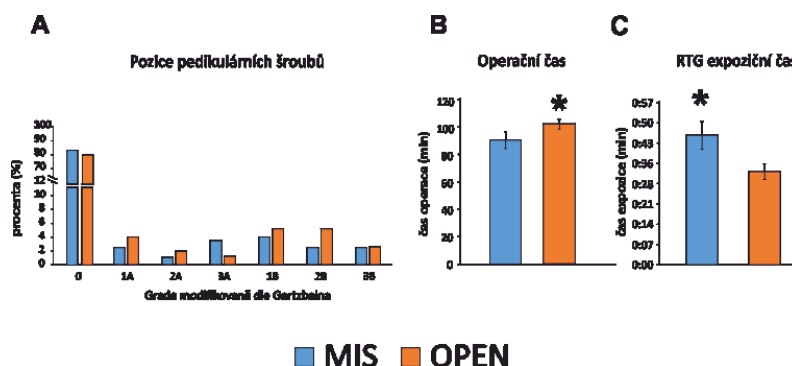 A
Pozice pedikulárních šroubů
procenta (%)
100
90
80
70
12
10
8
6
4
2
0
0 1A 2A 3A 1B 2B 3B
Grade modifikovaně dle Gertzbeina
B
Operační čas
čas operace (min)
120
100
80
60
40
20
0
*
C
RTG expoziční čas
čas expozice (min)
0:57
0:50
0:43
0:36
0:28
0:21
0:14
0:07
0:00
*
MIS OPEN